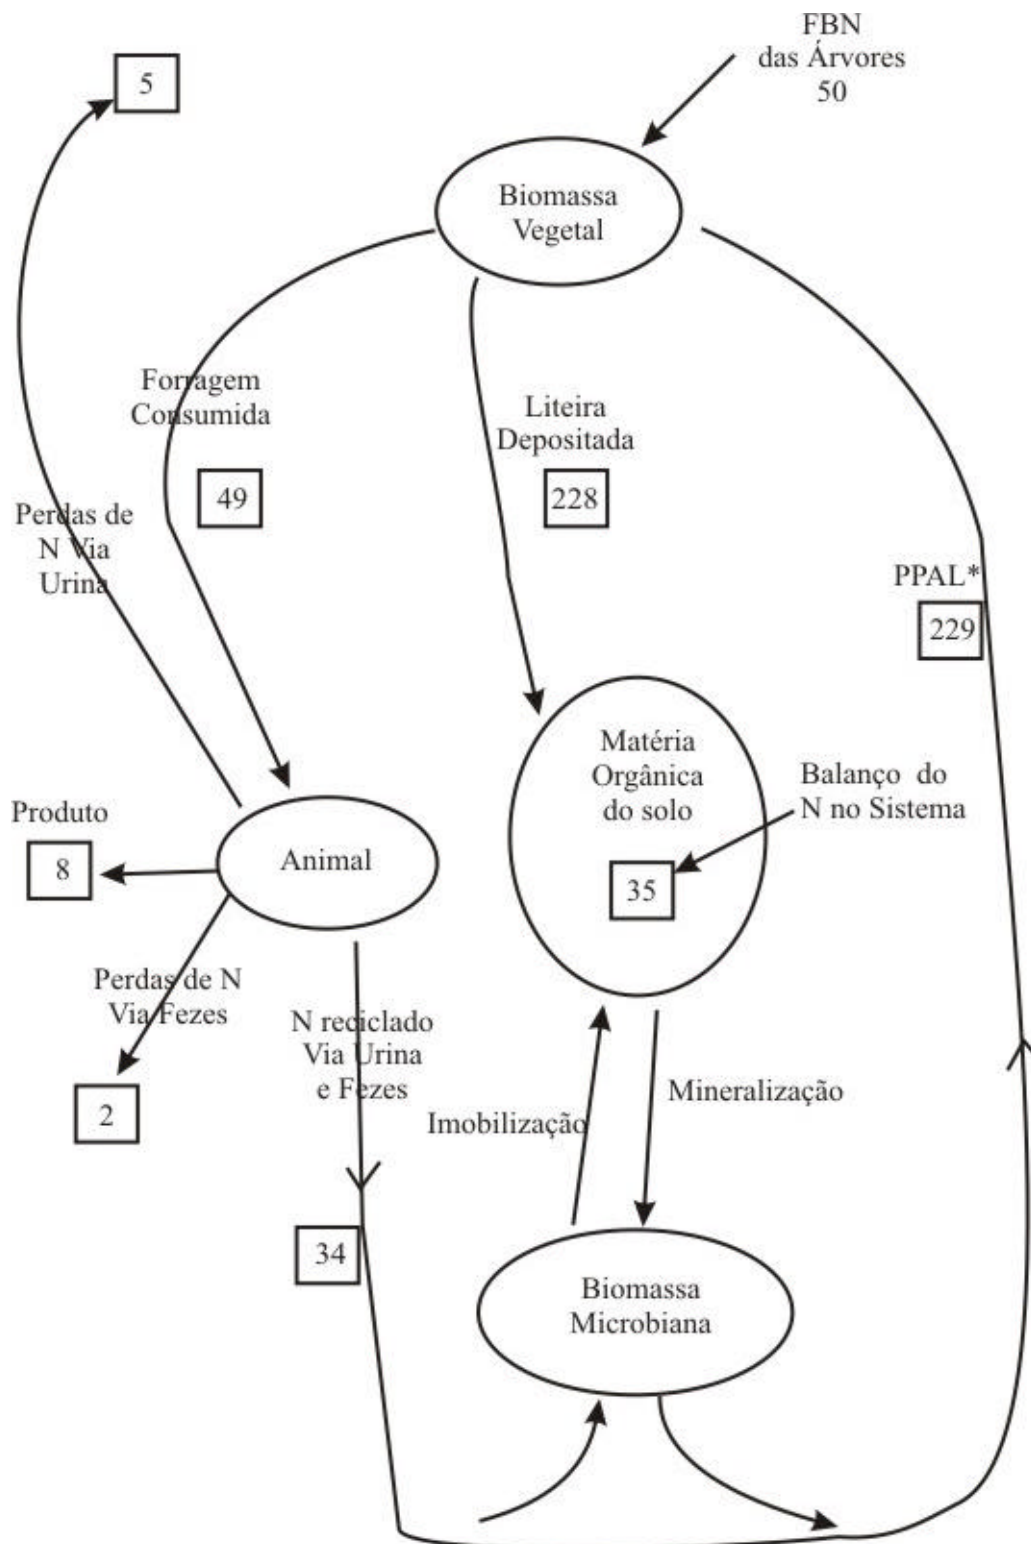 FBN
das Árvores
50
5
Biomassa
Vegetal
Forragem
Consumida
49
Liteira
Depositada
228
Perdas de
N Via
Urina
PPAL*
229
Matéria
Orgânica
do solo
35
Balanço do
N no Sistema
Produto
8
Animal
Perdas de N
Via Fezes
2
N reciclado
Via Urina
e Fezes
34
Imobilização
Mineralização
Biomassa
Microbiana